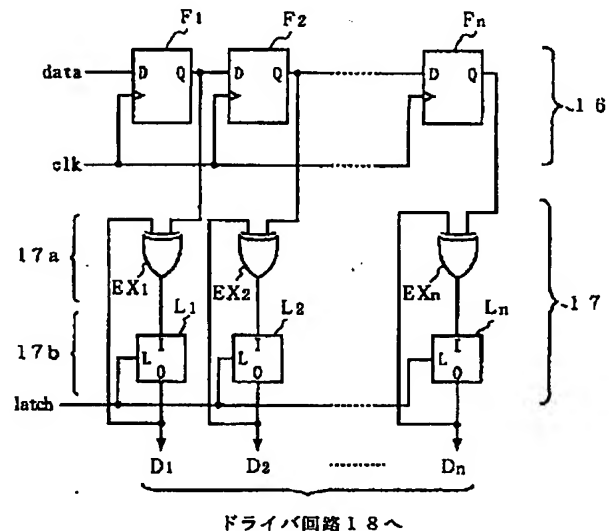 F1 F2 Fn
data D Q D Q D Q
16
clk
17a
EX1 EX2 EXn
17
L1 L2 Ln
17b
I I I
L L L
O O O
latch
D1 D2 ........ Dn
ドライバ回路18へ